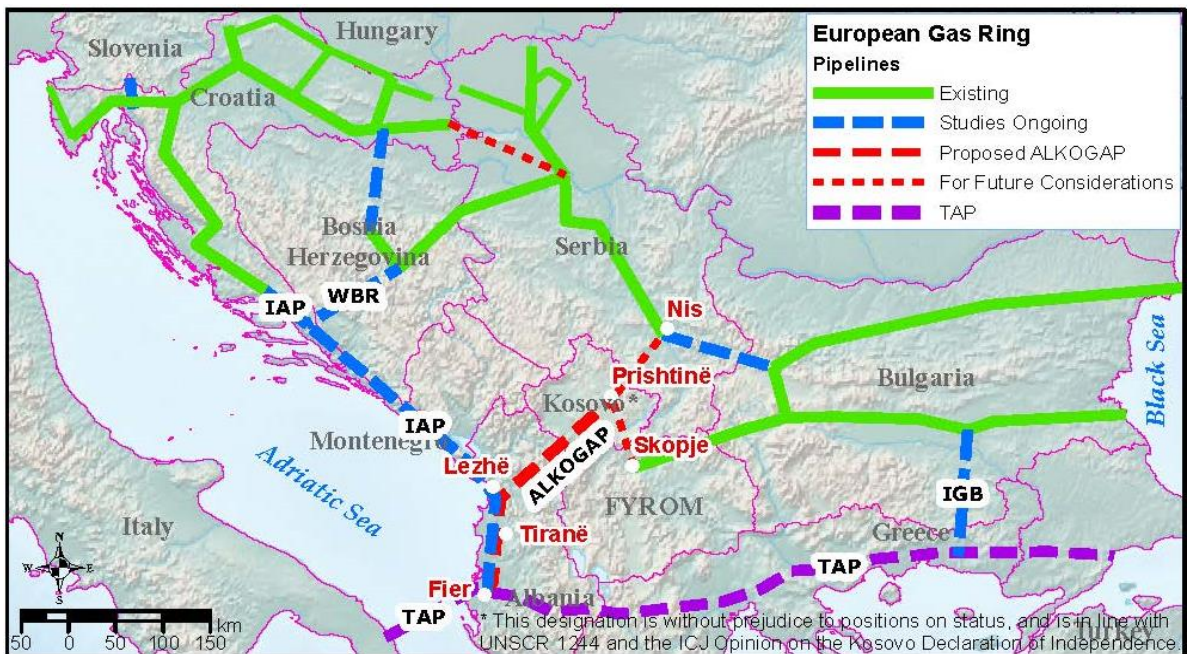 European Gas Ring
Pipelines
Existing
Studies Ongoing
Proposed ALKOGAP
For Future Considerations
TAP
Hungary
Slovenia
Croatia
Bosnia
Herzegovina
Serbia
IAP
WBR
Nis
Prishtinë
Kosovo*
Bulgaria
Black Sea
IAP
Montenegro
Skopje
Lezhë
ALKOGAP
Adriatic Sea
FYROM
IGB
Italy
Tiranë
Greece
TAP
N
W E
S
Fier
Albania
TAP
50 0 50 100 150 km
Turkey
* This designation is without prejudice to positions on status, and is in line with
UNSCR 1244 and the ICJ Opinion on the Kosovo Declaration of Independence.